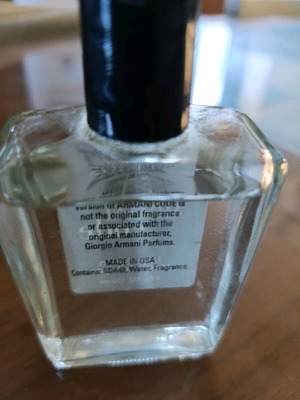 version of ARMANI CODE is
not the original fragrance
or associated with the
original manufacturer,
Giorgio Armani Parfums.
MADE IN USA
Contains: SDA4B, Water, Fragrance.